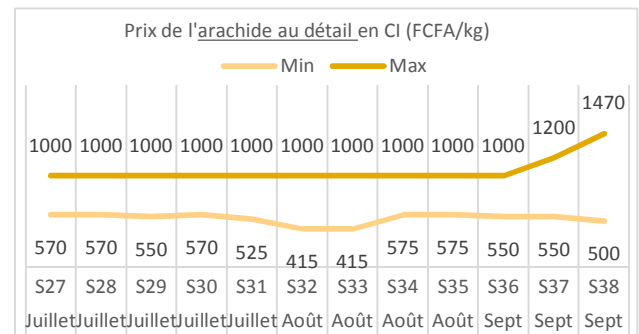 Prix de l'arachide au détail en CI (FCFA/kg)
Min Max
1470
1200
1000 1000 1000 1000 1000 1000 1000 1000 1000 1000
570 570 550 570 525 415 415 575 575 550 550 500
S27 S28 S29 S30 S31 S32 S33 S34 S35 S36 S37 S38
Juillet Juillet Juillet Juillet Juillet Août Août Août Août Sept Sept Sept